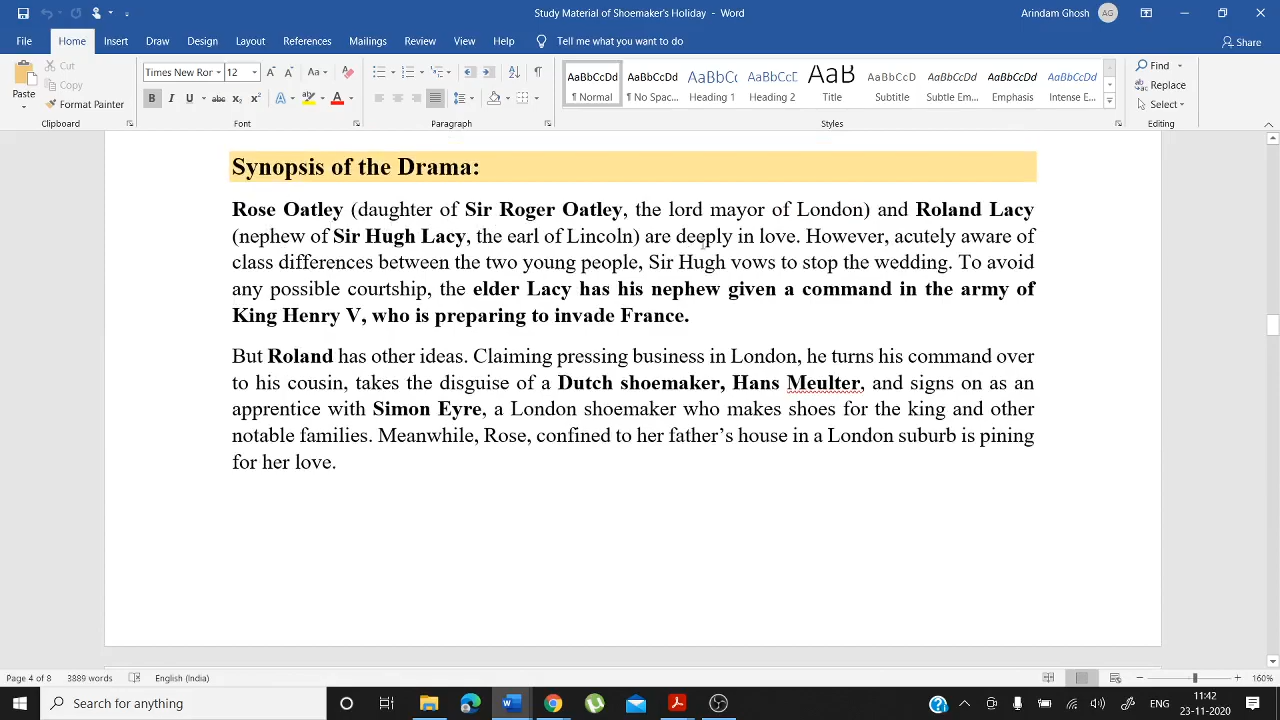 Study Material of Shoemaker's Holiday - Word
Arindam Ghosh AG
File Home Insert Draw Design Layout References Mailings Review View Help Tell me what you want to do Share
Cut
Copy
Format Painter
Paste
Times New Ror 12 Aa
B I U abc x₂ x² A ab A
AaBbCcDd AaBbCcDd AaBbCc AaBbCcE AaB AaBbCcD AaBbCcDd AaBbCcDd AaBbCcDd
¶ Normal ¶ No Spac... Heading 1 Heading 2 Title Subtitle Subtle Em... Emphasis Intense E...
Find
Replace
Select
Clipboard Font Paragraph Styles Editing
Synopsis of the Drama:
Rose Oatley (daughter of Sir Roger Oatley, the lord mayor of London) and Roland Lacy
(nephew of Sir Hugh Lacy, the earl of Lincoln) are deeply in love. However, acutely aware of
class differences between the two young people, Sir Hugh vows to stop the wedding. To avoid
any possible courtship, the elder Lacy has his nephew given a command in the army of
King Henry V, who is preparing to invade France.
But Roland has other ideas. Claiming pressing business in London, he turns his command over
to his cousin, takes the disguise of a Dutch shoemaker, Hans Meulter, and signs on as an
apprentice with Simon Eyre, a London shoemaker who makes shoes for the king and other
notable families. Meanwhile, Rose, confined to her father's house in a London suburb is pining
for her love.
Page 4 of 8 3889 words English (India) 160%
Search for anything
ENG
11:42
23-11-2020